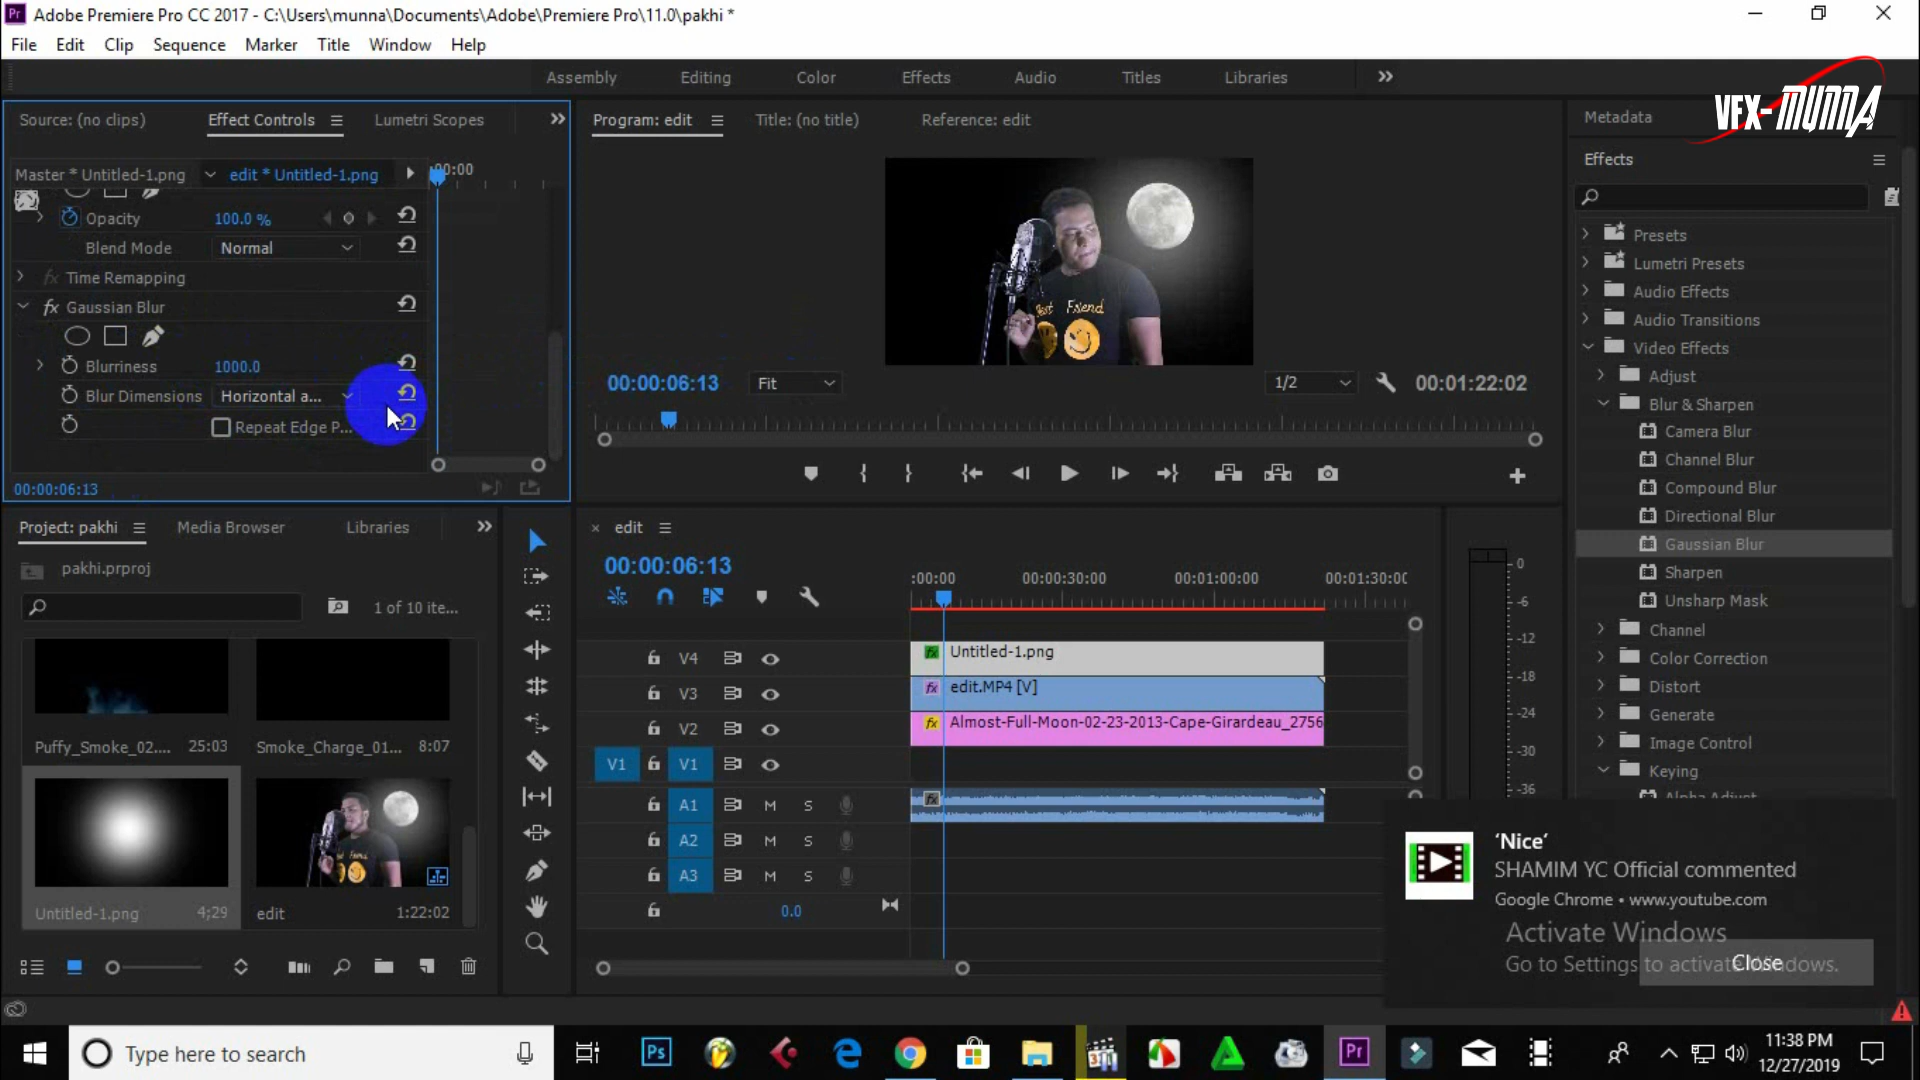 Adobe Premiere Pro CC 2017 - C:\Users\munna\Documents\Adobe\Premiere Pro\11.0\pakhi *
File Edit Clip Sequence Marker Title Window Help
Assembly Editing Color Effects Audio Titles Libraries
VFX-MUNNA
Source: (no clips) Effect Controls Lumetri Scopes
Master * Untitled-1.png edit * Untitled-1.png :00:00
Opacity 100.0 %
Blend Mode Normal
fx Time Remapping
fx Gaussian Blur
Blurriness 1000.0
Blur Dimensions Horizontal a...
Repeat Edge P...
00:00:06:13
Program: edit Title: (no title) Reference: edit
Friend
00:00:06:13 Fit 1/2 00:01:22:02
Metadata
Effects
Presets
Lumetri Presets
Audio Effects
Audio Transitions
Video Effects
Adjust
Blur & Sharpen
Camera Blur
Channel Blur
Compound Blur
Directional Blur
Gaussian Blur
Sharpen
Unsharp Mask
Channel
Color Correction
Distort
Generate
Image Control
Keying
Alpha Adjust
Project: pakhi Media Browser Libraries
pakhi.prproj
1 of 10 ite...
Puffy_Smoke_02.... 25:03 Smoke_Charge_01... 8:07
Untitled-1.png 4;29 edit 1:22:02
edit
00:00:06:13
:00:00 00:00:30:00 00:01:00:00 00:01:30:00
V4 fx Untitled-1.png
V3 fx edit.MP4 [V]
V2 fx Almost-Full-Moon-02-23-2013-Cape-Girardeau_2756
V1 V1
A1 M S fx
A2 M S
A3 M S
0.0
0
-6
-12
-18
-24
-30
-36
'Nice'
SHAMIM YC Official commented
Google Chrome • www.youtube.com
Activate Windows
Go to Settings to activate Windows.
Close
Type here to search
Ps
Pr
11:38 PM
12/27/2019